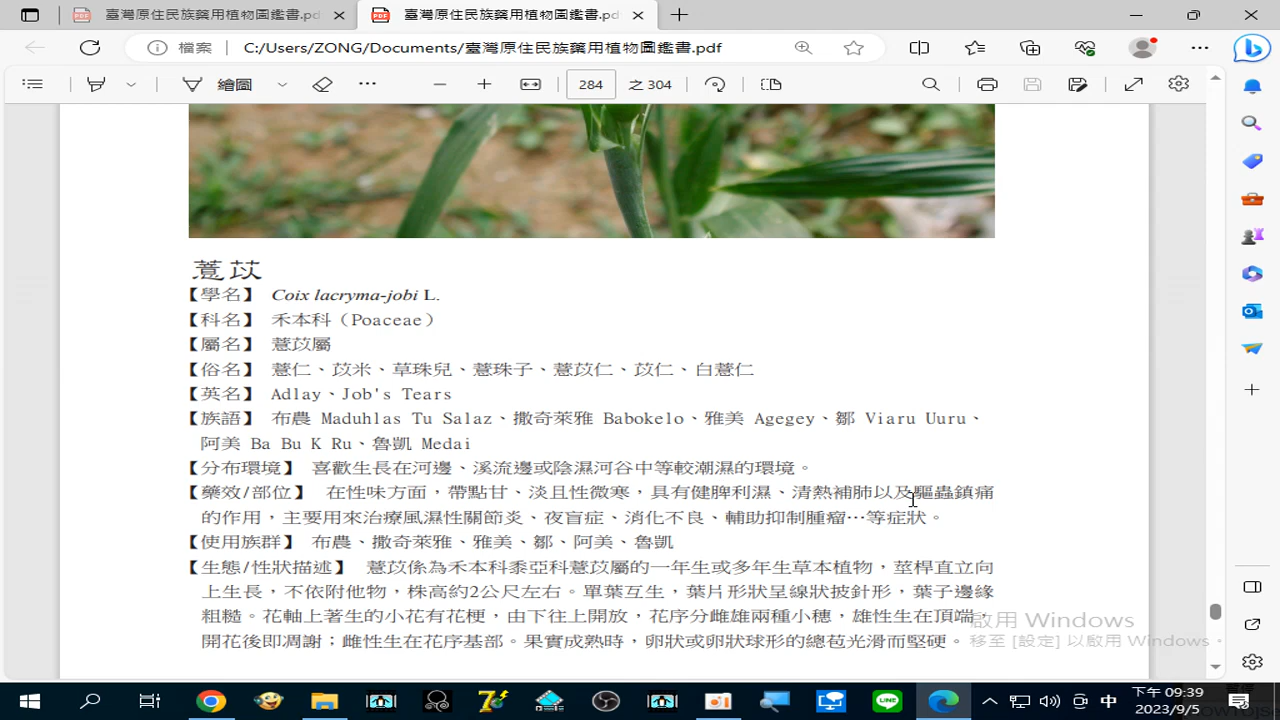 臺灣原住民族藥用植物圖鑑書.pdf
臺灣原住民族藥用植物圖鑑書.pdf
檔案 C:/Users/ZONG/Documents/臺灣原住民族藥用植物圖鑑書.pdf
繪圖 284 之 304
薏苡
【學名】 Coix lacryma-jobi L.
【科名】 禾本科（Poaceae）
【屬名】 薏苡屬
【俗名】 薏仁、苡米、草珠兒、薏珠子、薏苡仁、苡仁、白薏仁
【英名】 Adlay、Job's Tears
【族語】 布農 Maduhlas Tu Salaz、撒奇萊雅 Babokelo、雅美 Agegey、鄒 Viaru Uuru、
阿美 Ba Bu K Ru、魯凱 Medai
【分布環境】 喜歡生長在河邊、溪流邊或陰濕河谷中等較潮濕的環境。
【藥效/部位】 在性味方面，帶點甘、淡且性微寒，具有健脾利濕、清熱補肺以及驅蟲鎮痛
的作用，主要用來治療風濕性關節炎、夜盲症、消化不良、輔助抑制腫瘤…等症狀。
【使用族群】 布農、撒奇萊雅、雅美、鄒、阿美、魯凱
【生態/性狀描述】 薏苡係為禾本科黍亞科薏苡屬的一年生或多年生草本植物，莖桿直立向
上生長，不依附他物，株高約2公尺左右。單葉互生，葉片形狀呈線狀披針形，葉子邊緣
粗糙。花軸上著生的小花有花梗，由下往上開放，花序分雌雄兩種小穗，雄性生在頂端，
開花後即凋謝；雌性生在花序基部。果實成熟時，卵狀或卵狀球形的總苞光滑而堅硬。
啟用 Windows
移至 [設定] 以啟用 Windows。
中 下午 09:39
2023/9/5